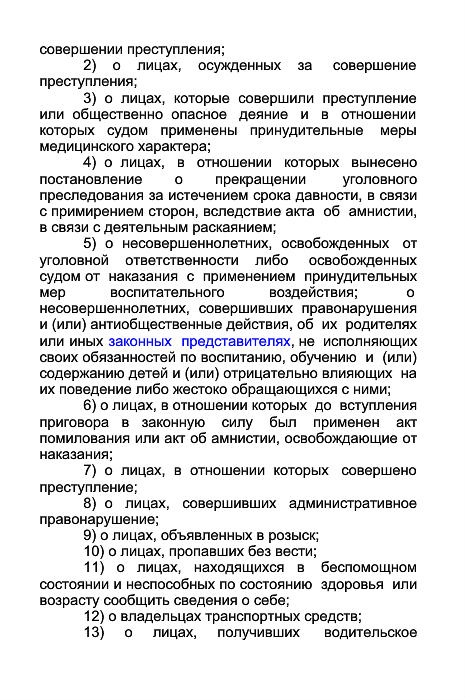 совершении преступления;
2) о лицах, осужденных за совершение
преступления;
3) о лицах, которые совершили преступление
или общественно опасное деяние и в отношении
которых судом применены принудительные меры
медицинского характера;
4) о лицах, в отношении которых вынесено
постановление о прекращении уголовного
преследования за истечением срока давности, в связи
с примирением сторон, вследствие акта об амнистии,
в связи с деятельным раскаянием;
5) о несовершеннолетних, освобожденных от
уголовной ответственности либо освобожденных
судом от наказания с применением принудительных
мер воспитательного воздействия; о
несовершеннолетних, совершивших правонарушения
и (или) антиобщественные действия, об их родителях
или иных законных представителях, не исполняющих
своих обязанностей по воспитанию, обучению и (или)
содержанию детей и (или) отрицательно влияющих на
их поведение либо жестоко обращающихся с ними;
6) о лицах, в отношении которых до вступления
приговора в законную силу был применен акт
помилования или акт об амнистии, освобождающие от
наказания;
7) о лицах, в отношении которых совершено
преступление;
8) о лицах, совершивших административное
правонарушение;
9) о лицах, объявленных в розыск;
10) о лицах, пропавших без вести;
11) о лицах, находящихся в беспомощном
состоянии и неспособных по состоянию здоровья или
возрасту сообщить сведения о себе;
12) о владельцах транспортных средств;
13) о лицах, получивших водительское